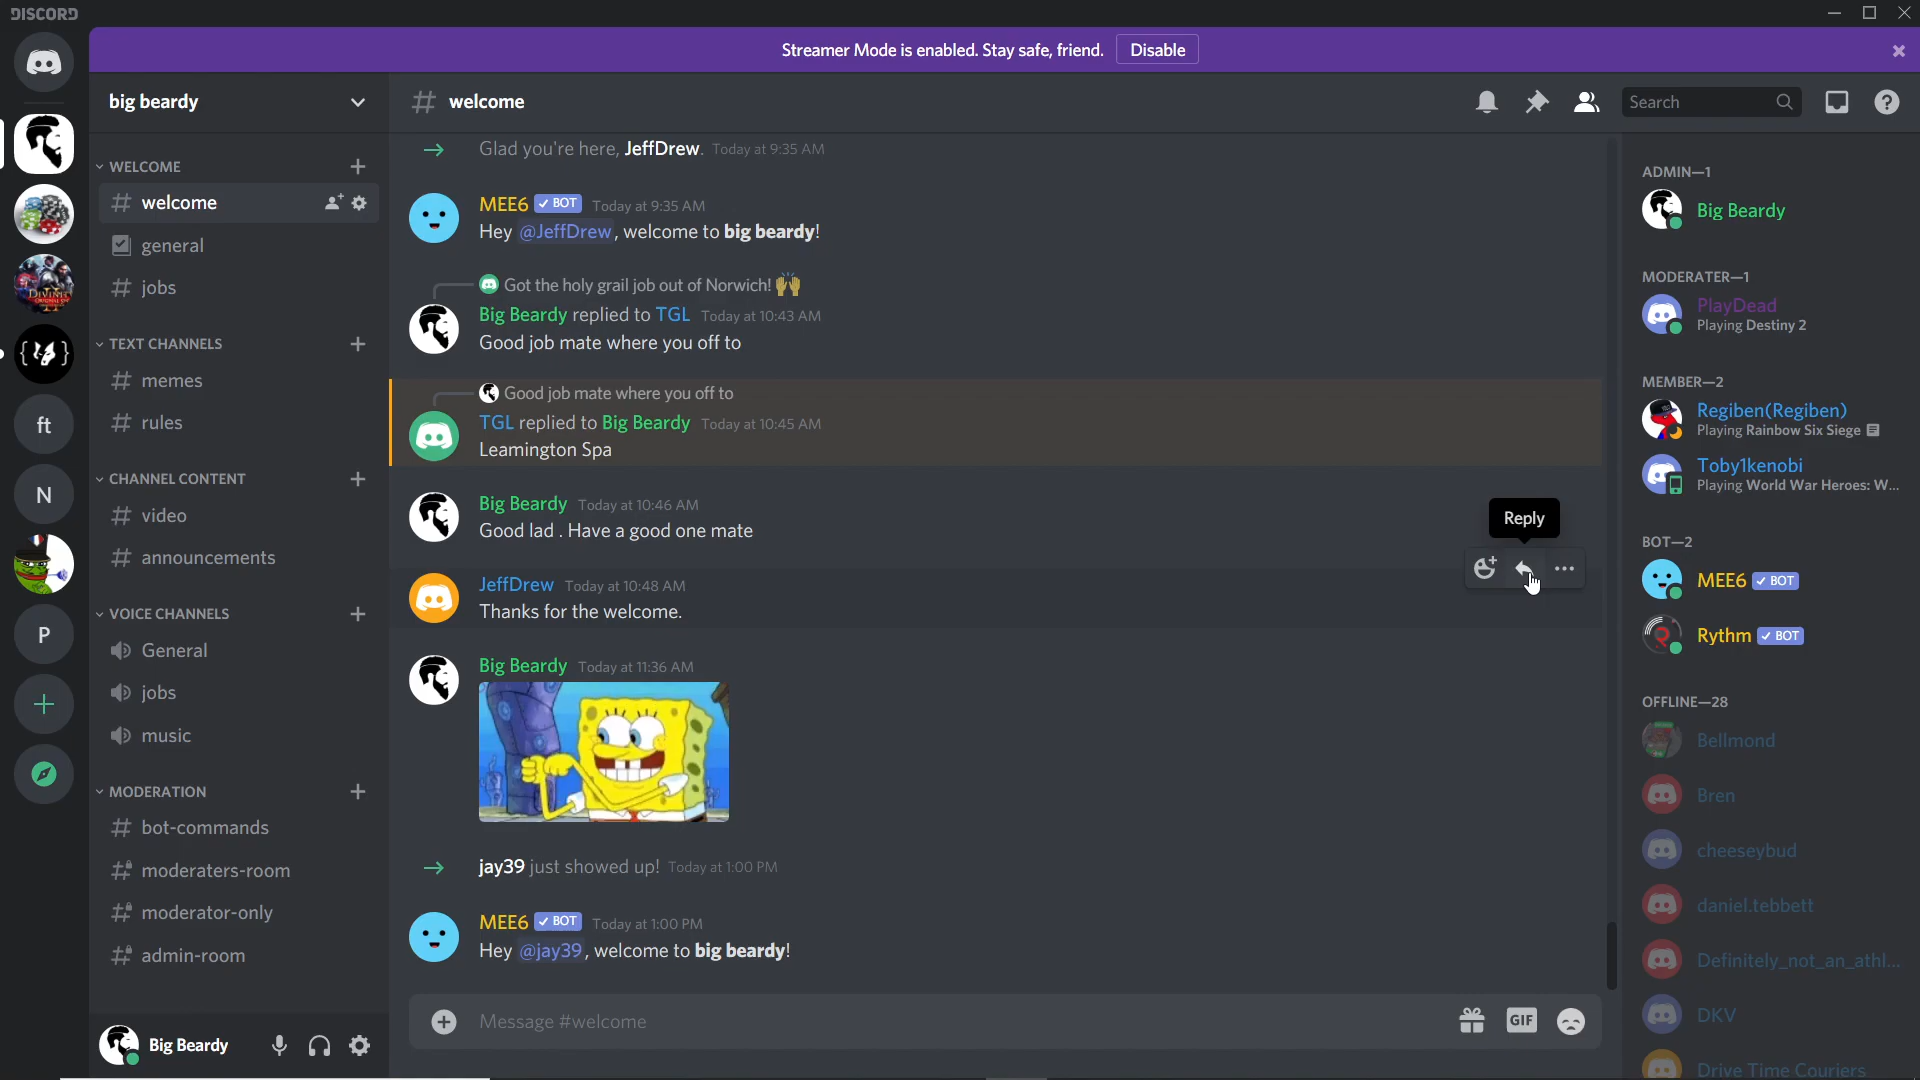 DISCORD
Streamer Mode is enabled. Stay safe, friend. Disable
big beardy
WELCOME
welcome
general
jobs
TEXT CHANNELS
memes
rules
CHANNEL CONTENT
video
announcements
VOICE CHANNELS
General
jobs
music
MODERATION
bot-commands
moderaters-room
moderator-only
admin-room
Big Beardy
ft
N
P
# welcome
Search
Glad you're here, JeffDrew. Today at 9:35 AM
MEE6 ✓ BOT Today at 9:35 AM
Hey @JeffDrew, welcome to big beardy!
Got the holy grail job out of Norwich! 🙌
Big Beardy replied to TGL Today at 10:43 AM
Good job mate where you off to
Good job mate where you off to
TGL replied to Big Beardy Today at 10:45 AM
Leamington Spa
Big Beardy Today at 10:46 AM
Good lad . Have a good one mate
Reply
JeffDrew Today at 10:48 AM
Thanks for the welcome.
Big Beardy Today at 11:36 AM
jay39 just showed up! Today at 1:00 PM
MEE6 ✓ BOT Today at 1:00 PM
Hey @jay39, welcome to big beardy!
Message #welcome
GIF
ADMIN—1
Big Beardy
MODERATER—1
PlayDead
Playing Destiny 2
MEMBER—2
Regiben(Regiben)
Playing Rainbow Six Siege
Toby1kenobi
Playing World War Heroes: W...
BOT—2
MEE6 ✓ BOT
Rythm ✓ BOT
OFFLINE—28
Bellmond
Bren
cheeseybud
daniel.tebbett
Definitely_not_an_athl...
DKV
Drive Time Couriers